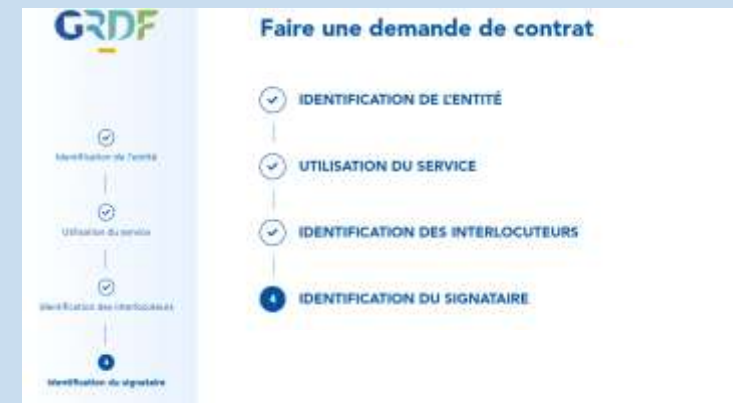 GRDF
Identification de l'entité
Utilisation du service
Identification des interlocuteurs
4
Identification du signataire
Faire une demande de contrat
IDENTIFICATION DE L'ENTITÉ
UTILISATION DU SERVICE
IDENTIFICATION DES INTERLOCUTEURS
4 IDENTIFICATION DU SIGNATAIRE